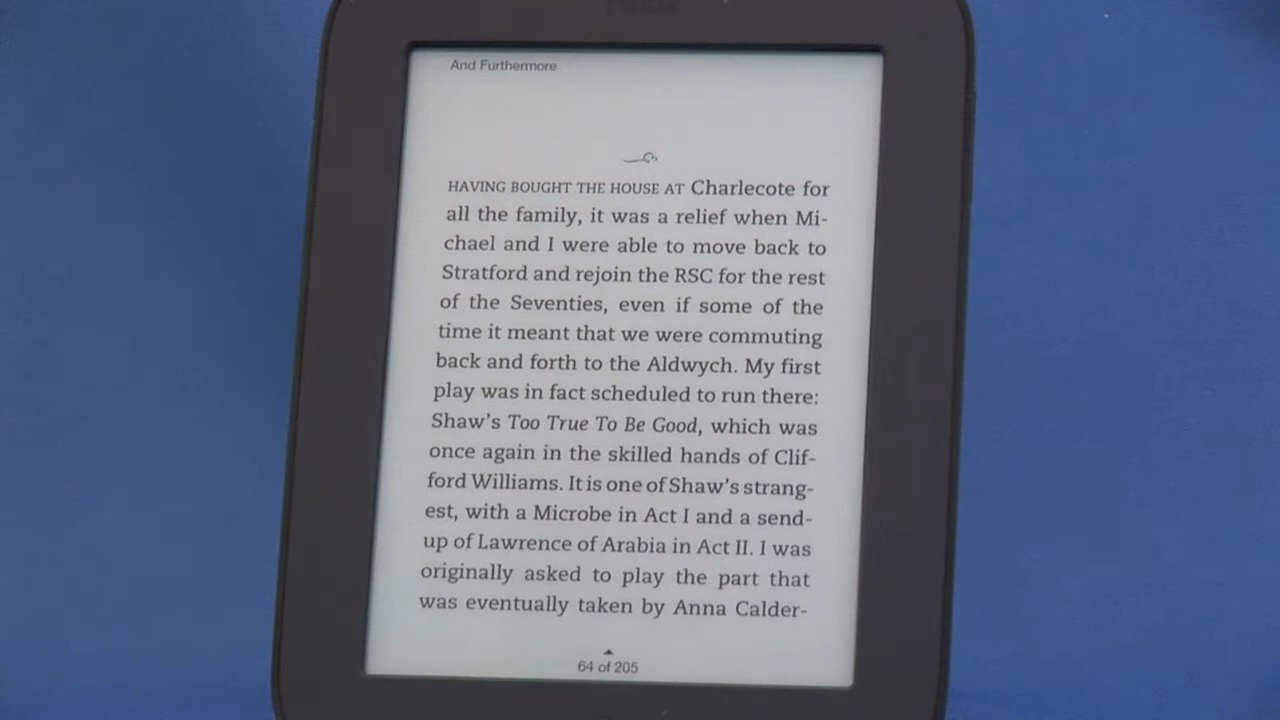 And Furthermore
HAVING BOUGHT THE HOUSE AT Charlecote for
all the family, it was a relief when Mi-
chael and I were able to move back to
Stratford and rejoin the RSC for the rest
of the Seventies, even if some of the
time it meant that we were commuting
back and forth to the Aldwych. My first
play was in fact scheduled to run there:
Shaw's Too True To Be Good, which was
once again in the skilled hands of Clif-
ford Williams. It is one of Shaw's strang-
est, with a Microbe in Act I and a send-
up of Lawrence of Arabia in Act II. I was
originally asked to play the part that
was eventually taken by Anna Calder-
64 of 205